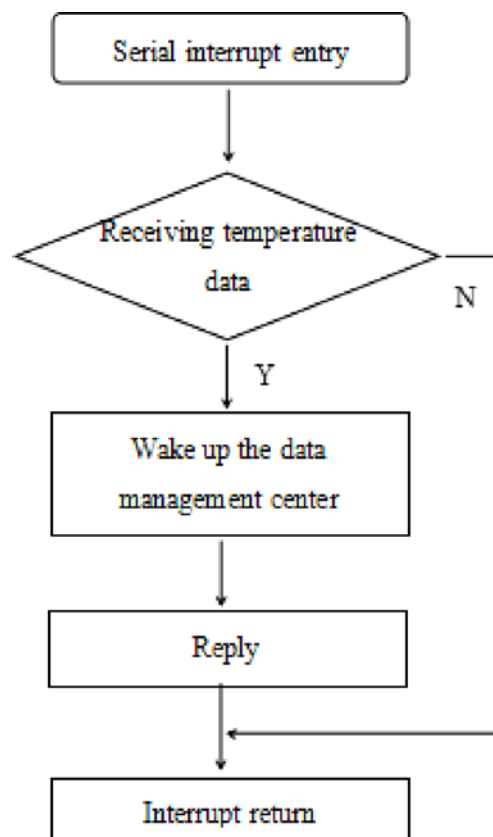 Serial interrupt entry
Receiving temperature
data
N
Y
Wake up the data
management center
Reply
Interrupt return